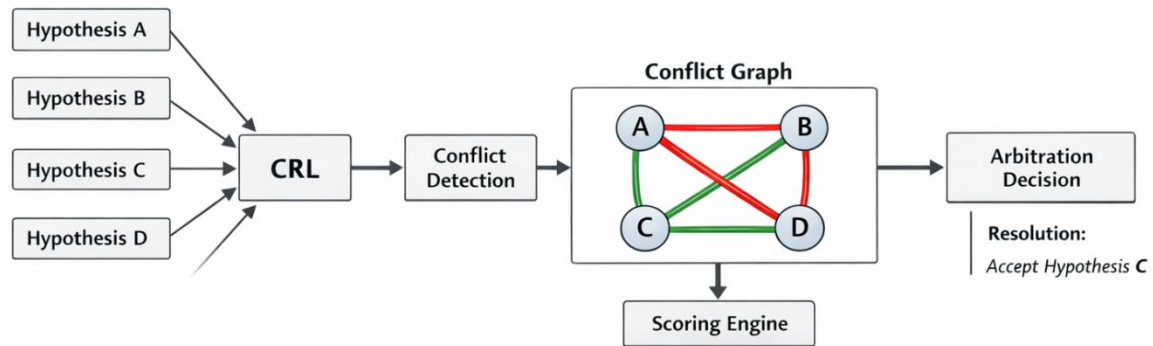 Hypothesis A
Hypothesis B
Hypothesis C
Hypothesis D
CRL
Conflict
Detection
Conflict Graph
A
B
C
D
Scoring Engine
Arbitration
Decision
Resolution:
Accept Hypothesis C